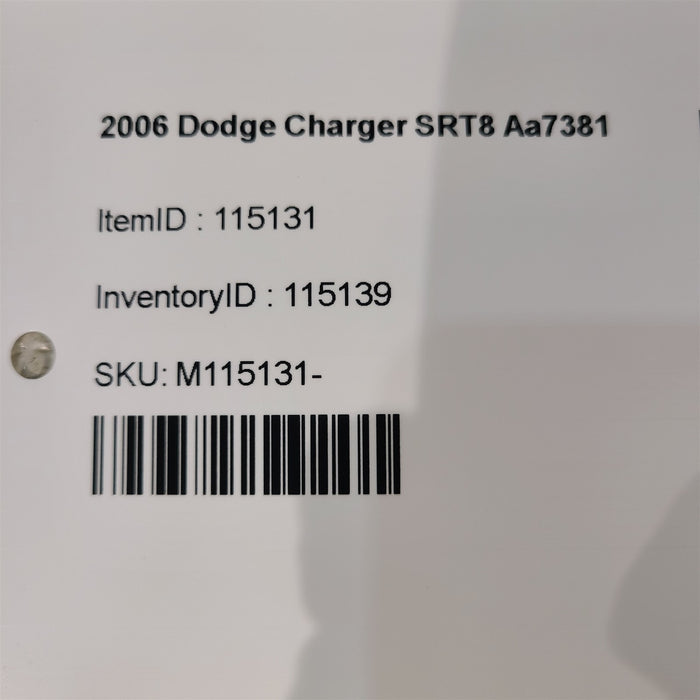 2006 Dodge Charger SRT8 Aa7381
ItemID : 115131
InventoryID : 115139
SKU: M115131-